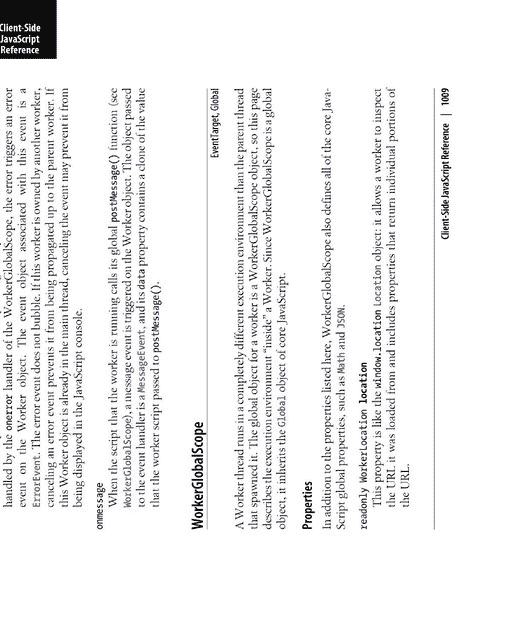 Client-Side
JavaScript
Reference
handled by the onerror handler of the WorkerGlobalScope, the error triggers an error
event on the Worker object. The event object associated with this event is a
ErrorEvent. The error event does not bubble. If this worker is owned by another worker,
canceling an error event prevents it from being propagated up to the parent worker. If
this Worker object is already in the main thread, canceling the event may prevent it from
being displayed in the JavaScript console.
onmessage
When the script that the worker is running calls its global postMessage() function (see
WorkerGlobalScope), a message event is triggered on the Worker object. The object passed
to the event handler is a MessageEvent, and its data property contains a clone of the value
that the worker script passed to postMessage().
WorkerGlobalScope
EventTarget, Global
A Worker thread runs in a completely different execution environment than the parent thread
that spawned it. The global object for a worker is a WorkerGlobalScope object, so this page
describes the execution environment “inside” a Worker. Since WorkerGlobalScope is a global
object, it inherits the Global object of core JavaScript.
Properties
In addition to the properties listed here, WorkerGlobalScope also defines all of the core Java-
Script global properties, such as Math and JSON.
readonly WorkerLocation location
This property is like the window.location Location object: it allows a worker to inspect
the URL it was loaded from and includes properties that return individual portions of
the URL.
Client-Side JavaScript Reference | 1009